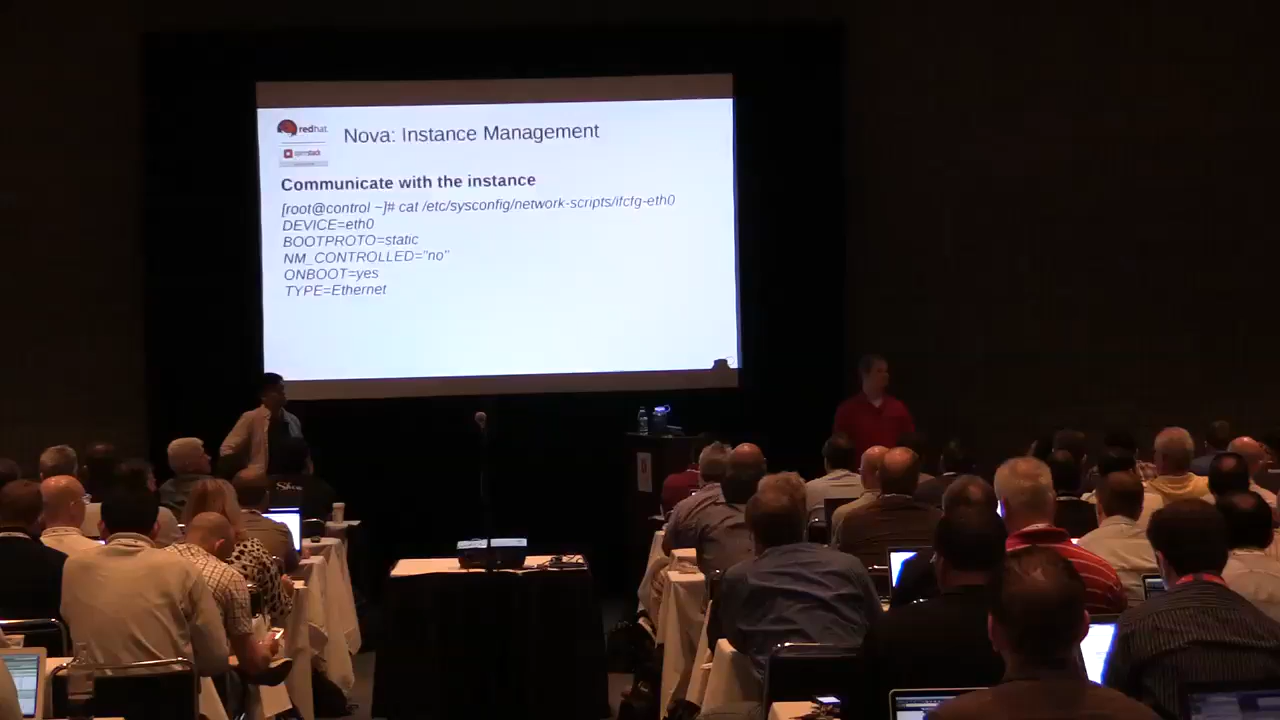 redhat.
openstack
Nova: Instance Management
Communicate with the instance
[root@control ~]# cat /etc/sysconfig/network-scripts/ifcfg-eth0
DEVICE=eth0
BOOTPROTO=static
NM_CONTROLLED="no"
ONBOOT=yes
TYPE=Ethernet